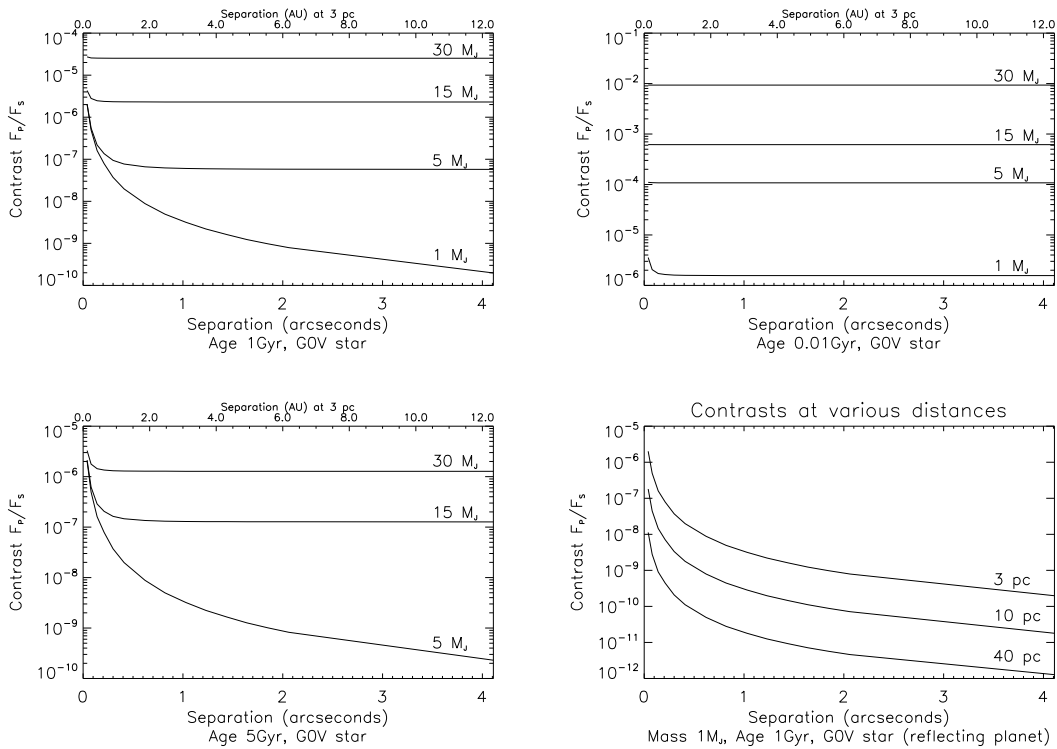 Separation (AU) at 3 pc
0.0 2.0 4.0 6.0 8.0 10.0 12.0
10⁻⁴
10⁻⁵
10⁻⁶
10⁻⁷
10⁻⁸
10⁻⁹
10⁻¹⁰
Contrast Fₚ/Fₛ
30 M_J
15 M_J
5 M_J
1 M_J
0 1 2 3 4
Separation (arcseconds)
Age 1Gyr, G0V star
Separation (AU) at 3 pc
0.0 2.0 4.0 6.0 8.0 10.0 12.0
10⁻¹
10⁻²
10⁻³
10⁻⁴
10⁻⁵
10⁻⁶
Contrast Fₚ/Fₛ
30 M_J
15 M_J
5 M_J
1 M_J
0 1 2 3 4
Separation (arcseconds)
Age 0.01Gyr, G0V star
Separation (AU) at 3 pc
0.0 2.0 4.0 6.0 8.0 10.0 12.0
10⁻⁵
10⁻⁶
10⁻⁷
10⁻⁸
10⁻⁹
10⁻¹⁰
Contrast Fₚ/Fₛ
30 M_J
15 M_J
5 M_J
0 1 2 3 4
Separation (arcseconds)
Age 5Gyr, G0V star
Contrasts at various distances
10⁻⁵
10⁻⁶
10⁻⁷
10⁻⁸
10⁻⁹
10⁻¹⁰
10⁻¹¹
10⁻¹²
Contrast Fₚ/Fₛ
3 pc
10 pc
40 pc
0 1 2 3 4
Separation (arcseconds)
Mass 1M_J, Age 1Gyr, G0V star (reflecting planet)